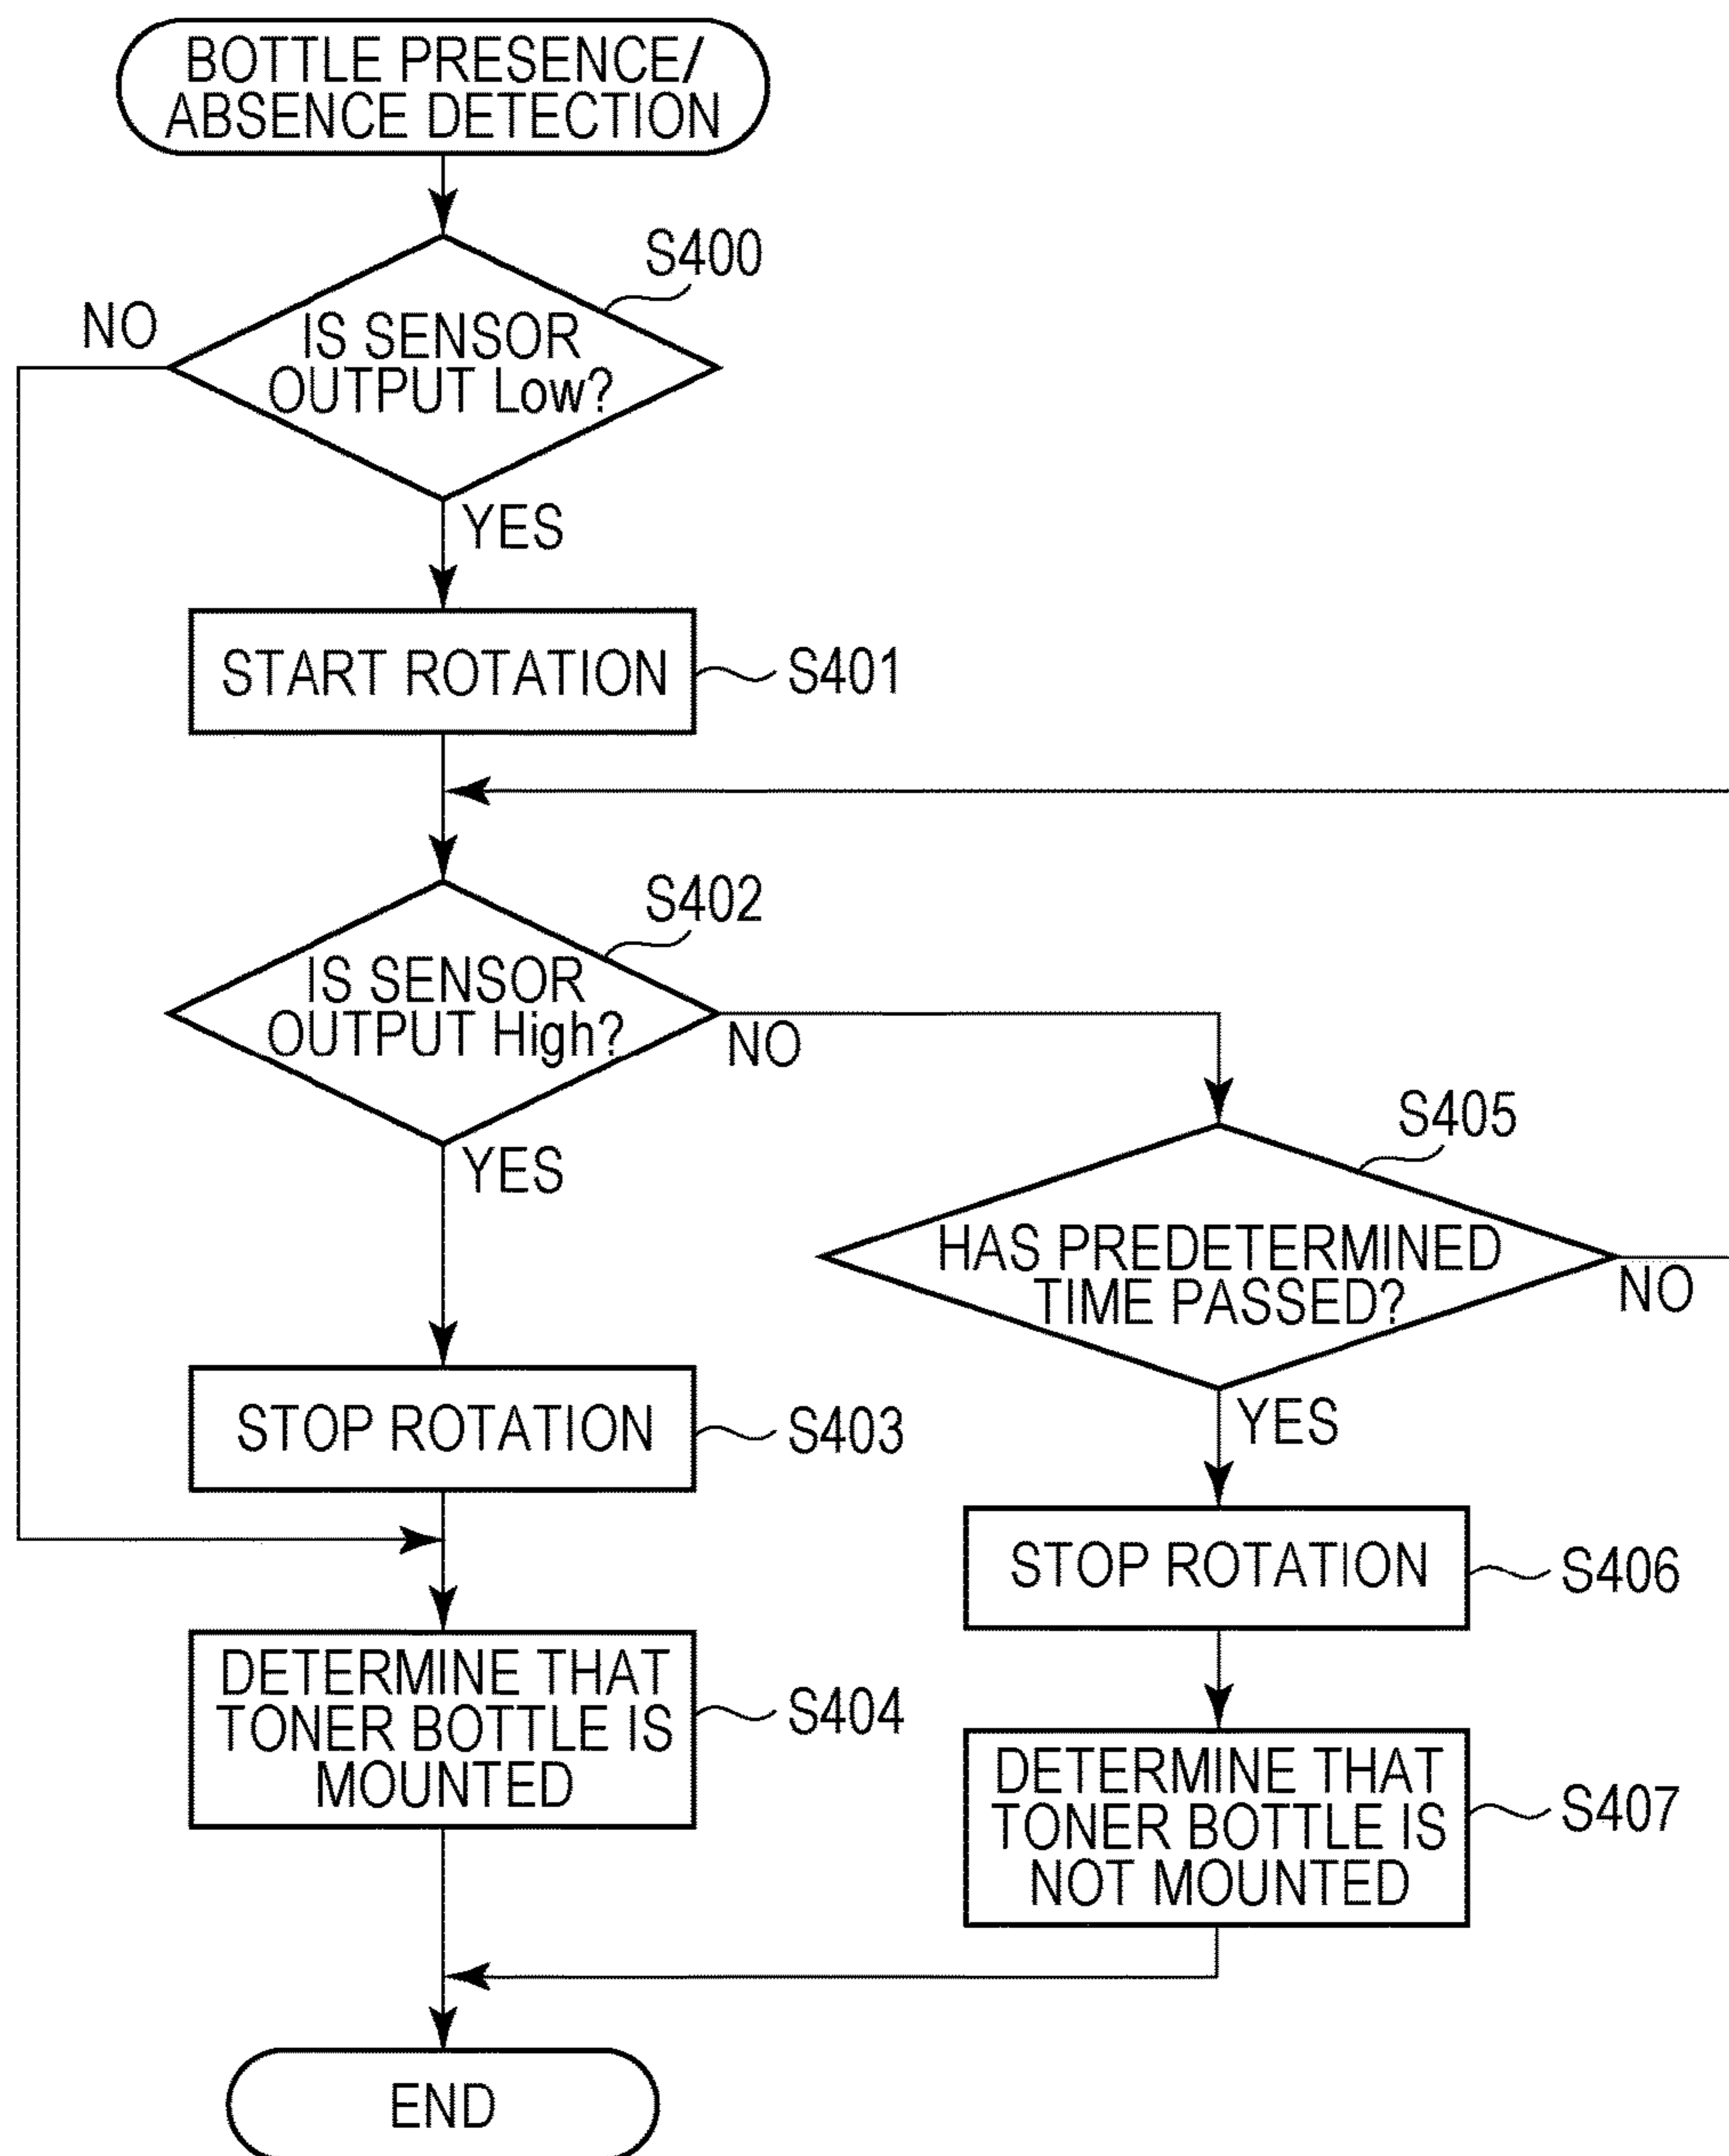 BOTTLE PRESENCE/
ABSENCE DETECTION
S400
NO
IS SENSOR
OUTPUT Low?
YES
START ROTATION
S401
S402
IS SENSOR
OUTPUT High?
NO
YES
S405
HAS PREDETERMINED
TIME PASSED?
NO
YES
STOP ROTATION
S403
STOP ROTATION
S406
DETERMINE THAT
TONER BOTTLE IS
MOUNTED
S404
DETERMINE THAT
TONER BOTTLE IS
NOT MOUNTED
S407
END